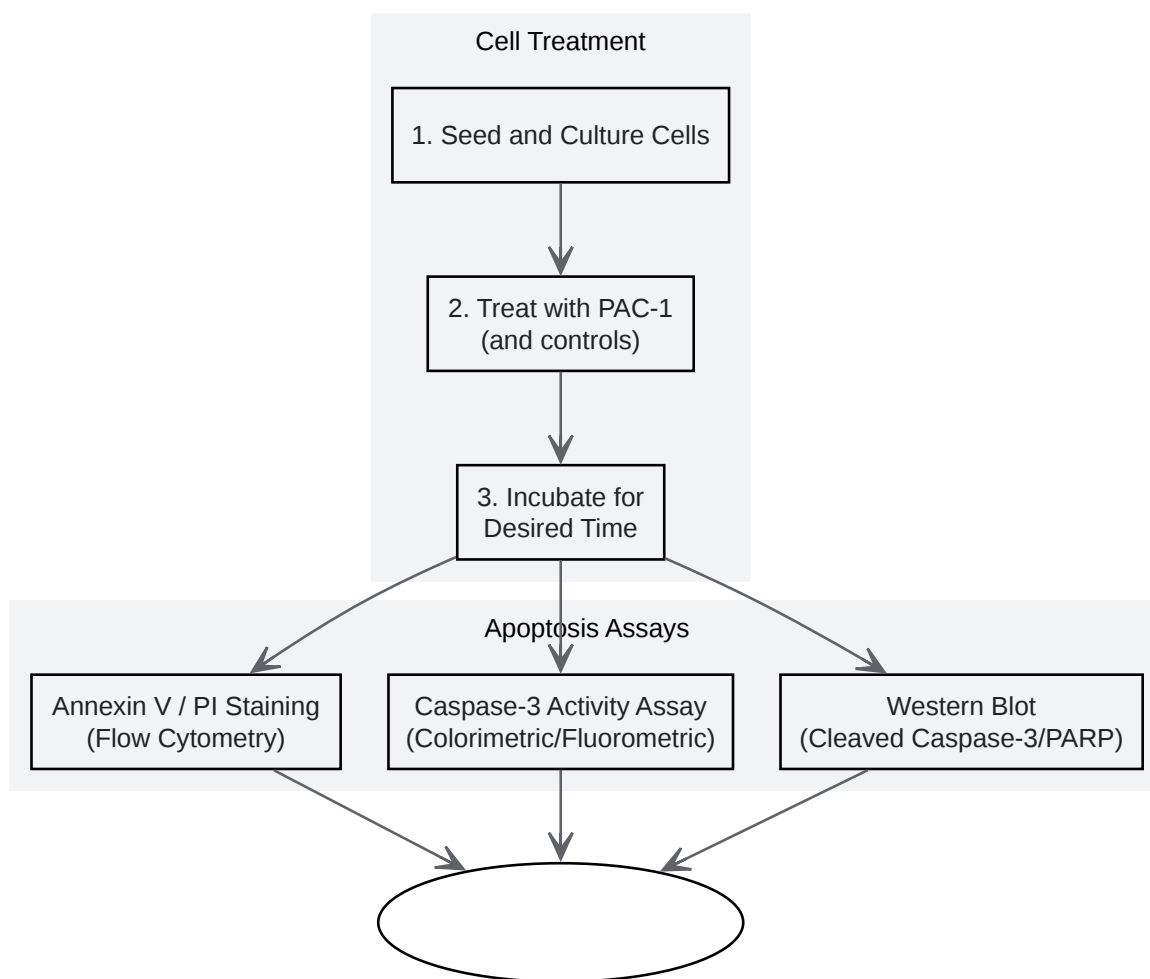 Cell Treatment
1. Seed and Culture Cells
2. Treat with PAC-1
(and controls)
3. Incubate for
Desired Time
Apoptosis Assays
Annexin V / PI Staining
(Flow Cytometry)
Caspase-3 Activity Assay
(Colorimetric/Fluorometric)
Western Blot
(Cleaved Caspase-3/PARP)